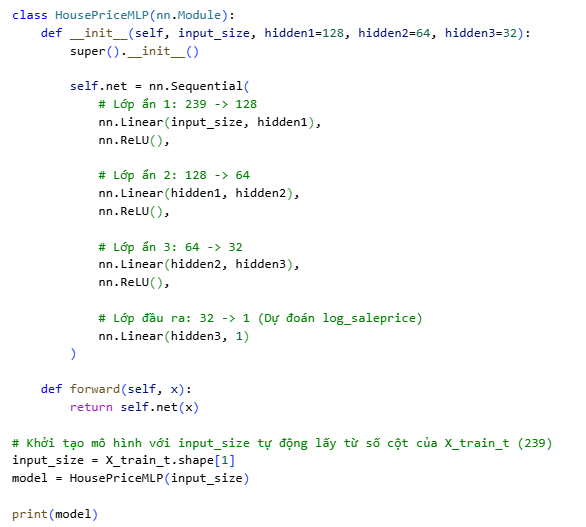 class HousePriceMLP(nn.Module):
    def __init__(self, input_size, hidden1=128, hidden2=64, hidden3=32):
        super().__init__()

        self.net = nn.Sequential(
            # Lớp ẩn 1: 239 -> 128
            nn.Linear(input_size, hidden1),
            nn.ReLU(),

            # Lớp ẩn 2: 128 -> 64
            nn.Linear(hidden1, hidden2),
            nn.ReLU(),

            # Lớp ẩn 3: 64 -> 32
            nn.Linear(hidden2, hidden3),
            nn.ReLU(),

            # Lớp đầu ra: 32 -> 1 (Dự đoán log_saleprice)
            nn.Linear(hidden3, 1)
        )

    def forward(self, x):
        return self.net(x)

# Khởi tạo mô hình với input_size tự động lấy từ số cột của X_train_t (239)
input_size = X_train_t.shape[1]
model = HousePriceMLP(input_size)

print(model)